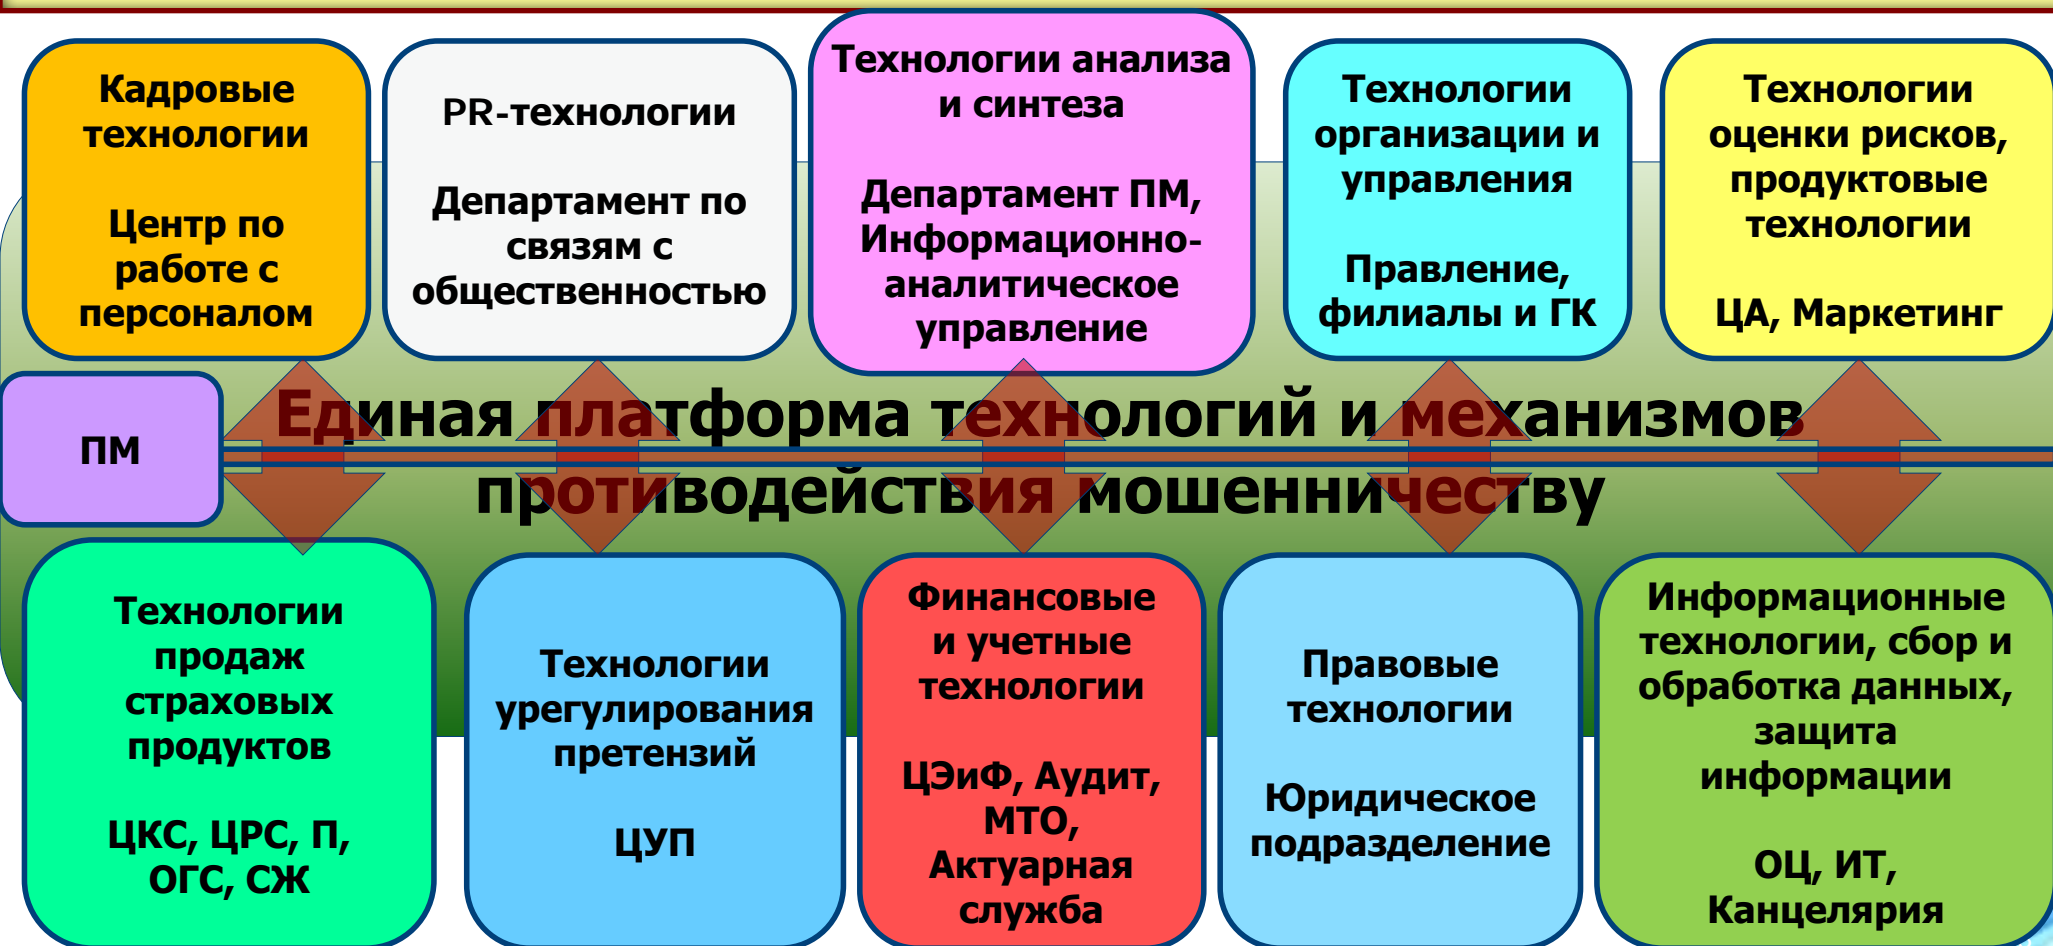 Кадровые
технологии
Центр по
работе с
персоналом
PR-технологии
Департамент по
связям с
общественностью
Технологии анализа
и синтеза
Департамент ПМ,
Информационно-
аналитическое
управление
Технологии
организации и
управления
Правление,
филиалы и ГК
Технологии
оценки рисков,
продуктовые
технологии
ЦА, Маркетинг
ПМ
Единая платформа технологий и механизмов
противодействия мошенничеству
Технологии
продаж
страховых
продуктов
ЦКС, ЦРС, П,
ОГС, СЖ
Технологии
урегулирования
претензий
ЦУП
Финансовые
и учетные
технологии
ЦЭиФ, Аудит,
МТО,
Актуарная
служба
Правовые
технологии
Юридическое
подразделение
Информационные
технологии, сбор и
обработка данных,
защита
информации
ОЦ, ИТ,
Канцелярия